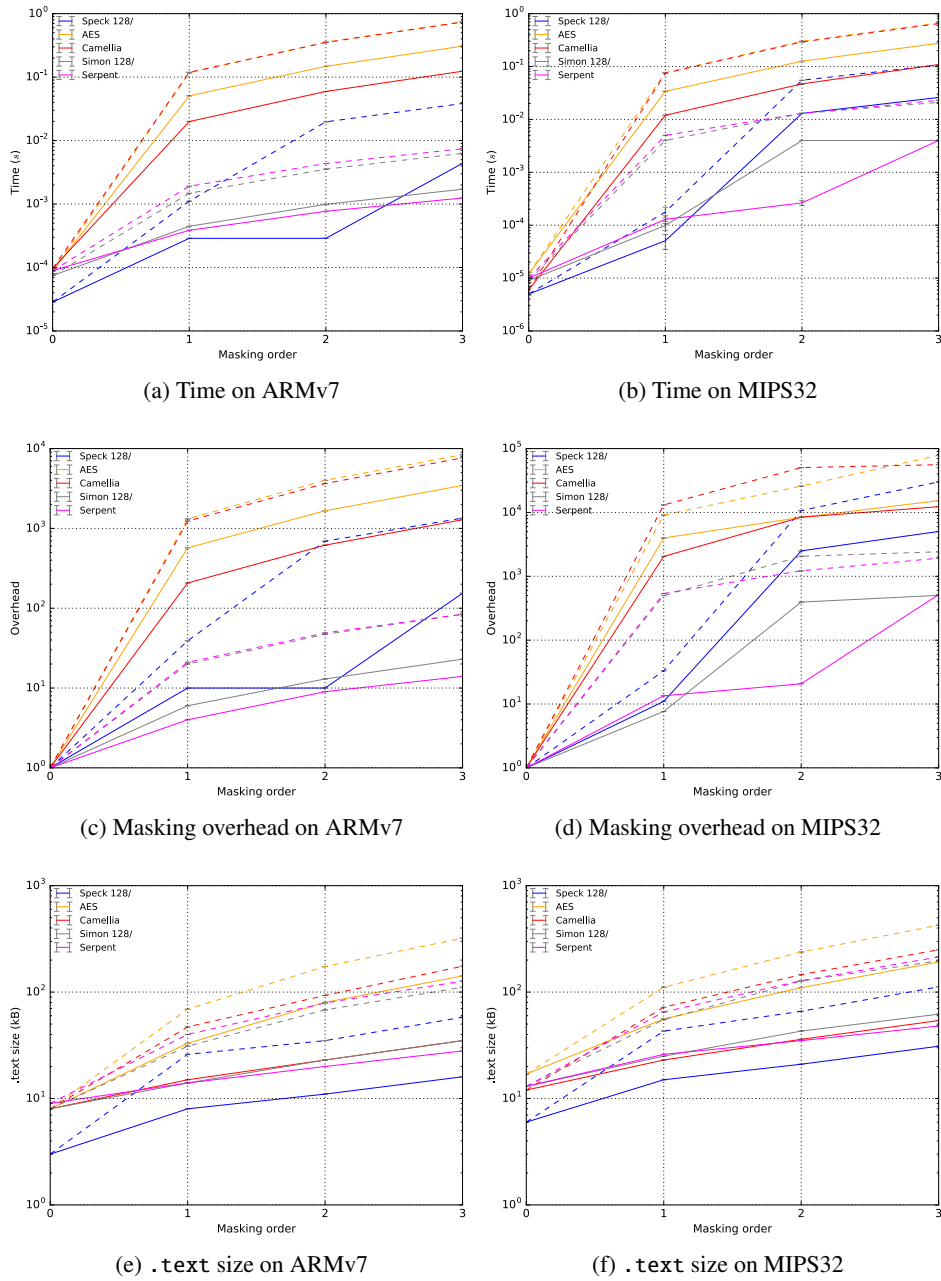 10^0
10^-1
10^-2
10^-3
10^-4
10^-5
Time (s)
Speck 128/
AES
Camellia
Simon 128/
Serpent
0 1 2 3
Masking order
(a) Time on ARMv7
10^0
10^-1
10^-2
10^-3
10^-4
10^-5
10^-6
Time (s)
Speck 128/
AES
Camellia
Simon 128/
Serpent
0 1 2 3
Masking order
(b) Time on MIPS32
10^4
10^3
10^2
10^1
10^0
Overhead
Speck 128/
AES
Camellia
Simon 128/
Serpent
0 1 2 3
Masking order
(c) Masking overhead on ARMv7
10^5
10^4
10^3
10^2
10^1
10^0
Overhead
Speck 128/
AES
Camellia
Simon 128/
Serpent
0 1 2 3
Masking order
(d) Masking overhead on MIPS32
10^3
10^2
10^1
10^0
.text size (kB)
Speck 128/
AES
Camellia
Simon 128/
Serpent
0 1 2 3
Masking order
(e) .text size on ARMv7
10^3
10^2
10^1
10^0
.text size (kB)
Speck 128/
AES
Camellia
Simon 128/
Serpent
0 1 2 3
Masking order
(f) .text size on MIPS32